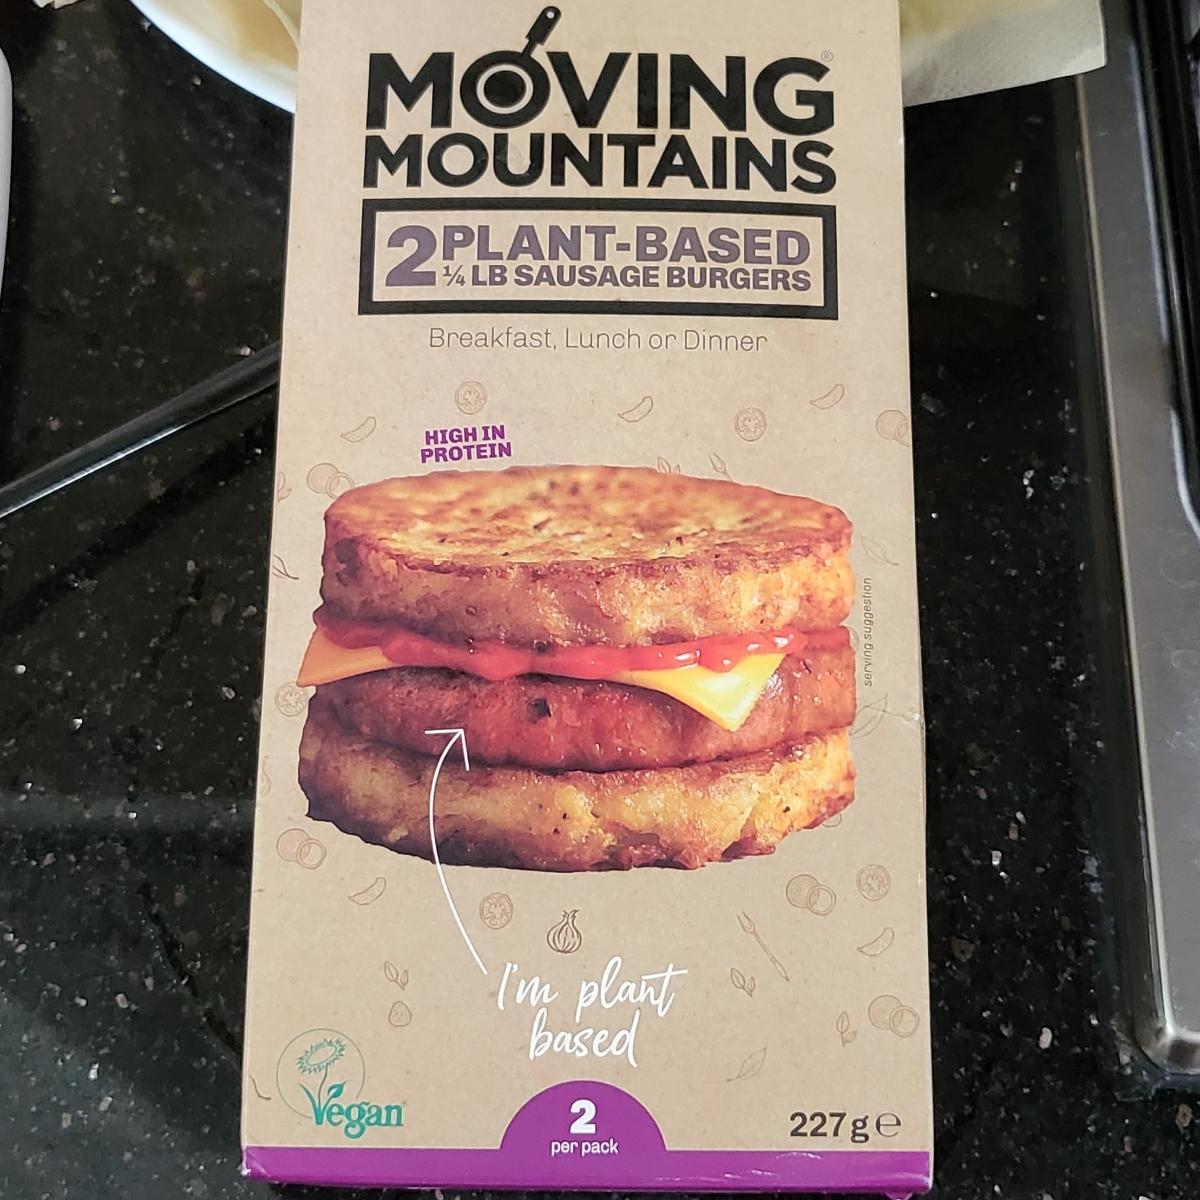 MOVING®
MOUNTAINS
2 PLANT-BASED
¼ LB SAUSAGE BURGERS
Breakfast, Lunch or Dinner
HIGH IN
PROTEIN
serving suggestion
I'm plant
based
Vegan
2
per pack
227g℮